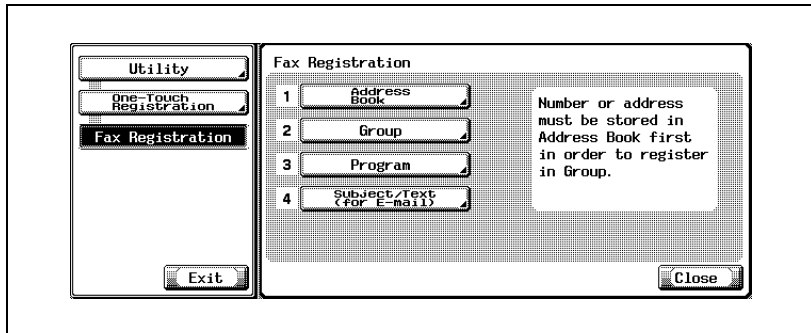 Utility
One-Touch
Registration
Fax Registration
Exit
Fax Registration
1 Address
Book
2 Group
3 Program
4 Subject/Text
(for E-mail)
Number or address
must be stored in
Address Book first
in order to register
in Group.
Close